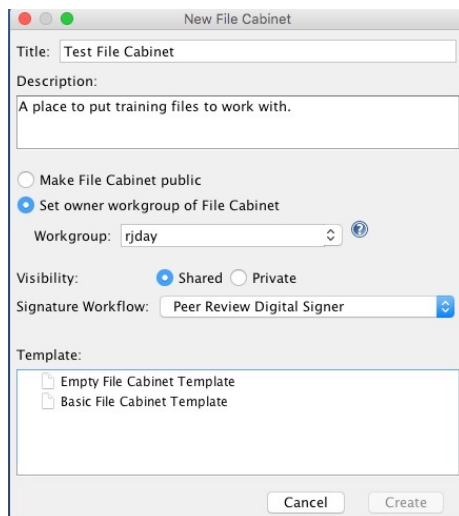 New File Cabinet
Title: Test File Cabinet
Description:
A place to put training files to work with.
Make File Cabinet public
Set owner workgroup of File Cabinet
Workgroup: rjday ?
Visibility: Shared Private
Signature Workflow: Peer Review Digital Signer
Template:
Empty File Cabinet Template
Basic File Cabinet Template
Cancel Create